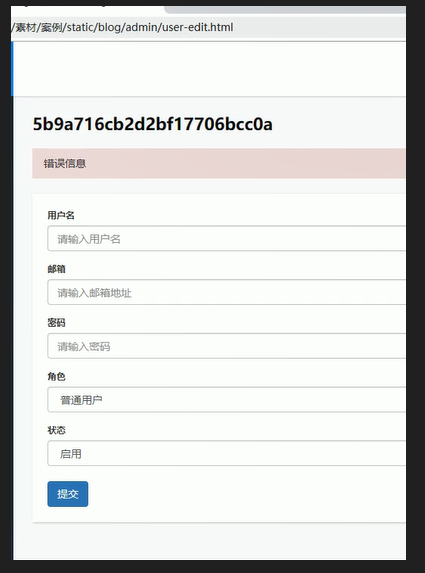 /素材/案例/static/blog/admin/user-edit.html
5b9a716cb2d2bf17706bcc0a
错误信息
用户名
请输入用户名
邮箱
请输入邮箱地址
密码
请输入密码
角色
普通用户
状态
启用
提交